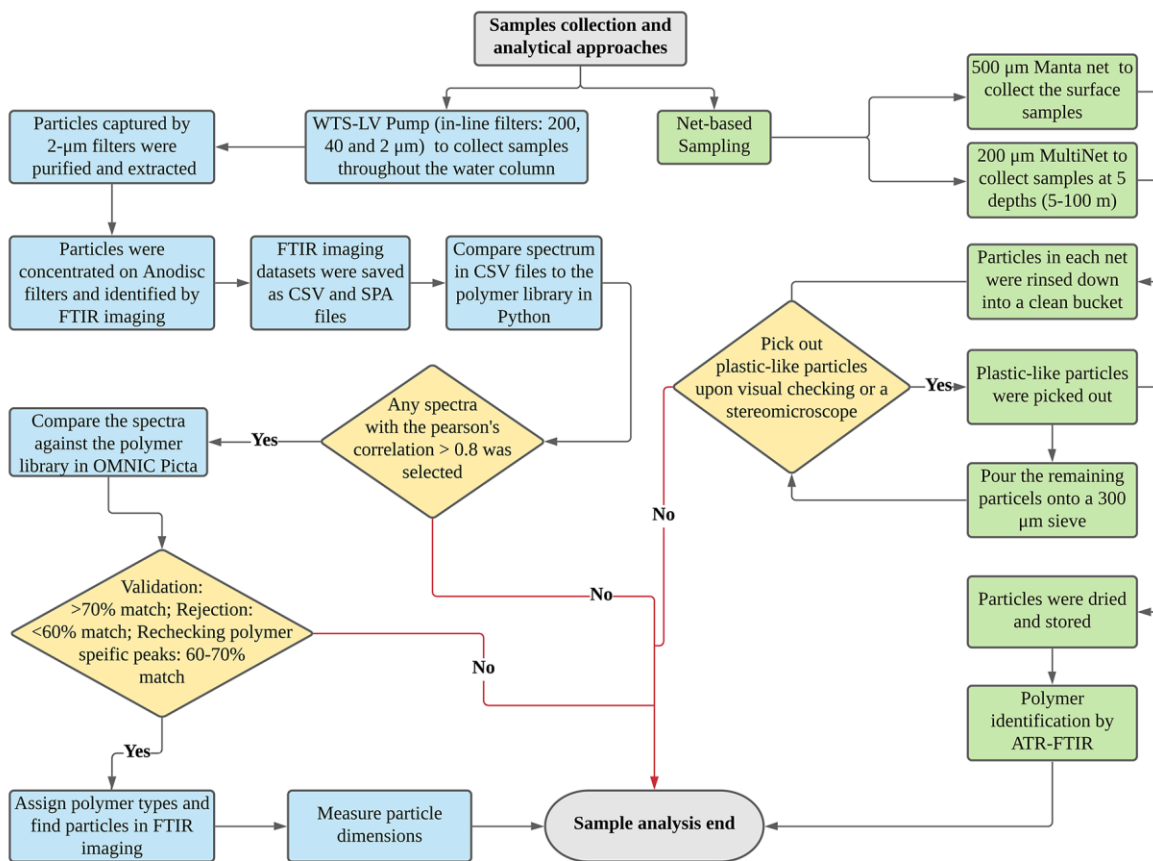 Samples collection and
analytical approaches
Particles captured by
2-μm filters were
purified and extracted
WTS-LV Pump (in-line filters: 200,
40 and 2 μm) to collect samples
throughout the water column
Net-based
Sampling
500 μm Manta net to
collect the surface
samples
200 μm MultiNet to
collect samples at 5
depths (5-100 m)
Particles were
concentrated on Anodisc
filters and identified by
FTIR imaging
FTIR imaging
datasets were saved
as CSV and SPA
files
Compare spectrum
in CSV files to the
polymer library in
Python
Particles in each net
were rinsed down
into a clean bucket
Pick out
plastic-like particles
upon visual checking or a
stereomicroscope
Yes
Plastic-like particles
were picked out
Compare the spectra
against the polymer
library in OMNIC Picta
Yes
Any spectra
with the pearson's
correlation > 0.8 was
selected
No
Pour the remaining
particels onto a 300
μm sieve
Validation:
>70% match; Rejection:
<60% match; Rechecking polymer
speific peaks: 60-70%
match
No
No
Particles were dried
and stored
Polymer
identification by
ATR-FTIR
Yes
Assign polymer types and
find particles in FTIR
imaging
Measure particle
dimensions
Sample analysis end